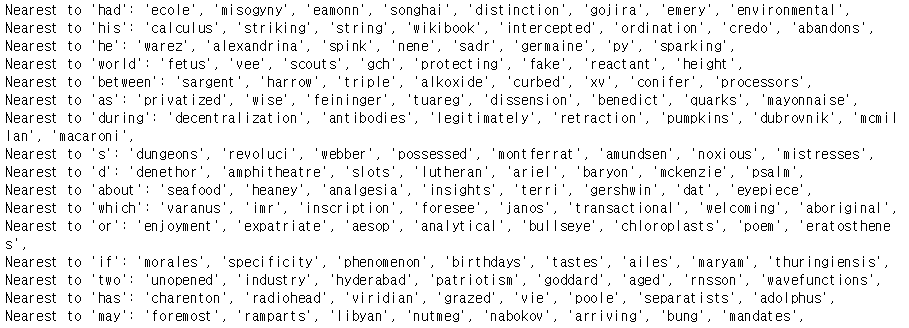 Nearest to 'had': 'ecole', 'misogyny', 'eamonn', 'songhai', 'distinction', 'gojira', 'emery', 'environmental',
Nearest to 'his': 'calculus', 'striking', 'string', 'wikibook', 'intercepted', 'ordination', 'credo', 'abandons',
Nearest to 'he': 'warez', 'alexandrina', 'spink', 'nene', 'sadr', 'germaine', 'py', 'sparking',
Nearest to 'world': 'fetus', 'vee', 'scouts', 'gch', 'protecting', 'fake', 'reactant', 'height',
Nearest to 'between': 'sargent', 'harrow', 'triple', 'alkoxide', 'curbed', 'xv', 'conifer', 'processors',
Nearest to 'as': 'privatized', 'wise', 'feininger', 'tuareg', 'dissension', 'benedict', 'quarks', 'mayonnaise',
Nearest to 'during': 'decentralization', 'antibodies', 'legitimately', 'retraction', 'pumpkins', 'dubrovnik', 'mcmil
lan', 'macaroni',
Nearest to 's': 'dungeons', 'revoluci', 'webber', 'possessed', 'montferrat', 'amundsen', 'noxious', 'mistresses',
Nearest to 'd': 'denethor', 'amphitheatre', 'slots', 'lutheran', 'ariel', 'baryon', 'mckenzie', 'psalm',
Nearest to 'about': 'seafood', 'heaney', 'analgesia', 'insights', 'terri', 'gershwin', 'dat', 'eyepiece',
Nearest to 'which': 'varanus', 'imr', 'inscription', 'foresee', 'janos', 'transactional', 'welcoming', 'aboriginal',
Nearest to 'or': 'enjoyment', 'expatriate', 'aesop', 'analytical', 'bullseye', 'chloroplasts', 'poem', 'eratosthene
s',
Nearest to 'if': 'morales', 'specificity', 'phenomenon', 'birthdays', 'tastes', 'ailes', 'maryam', 'thuringiensis',
Nearest to 'two': 'unopened', 'industry', 'hyderabad', 'patriotism', 'goddard', 'aged', 'rnsson', 'wavefunctions',
Nearest to 'has': 'charenton', 'radiohead', 'viridian', 'grazed', 'vie', 'poole', 'separatists', 'adolphus',
Nearest to 'may': 'foremost', 'ramparts', 'libyan', 'nutmeg', 'nabokov', 'arriving', 'bung', 'mandates',